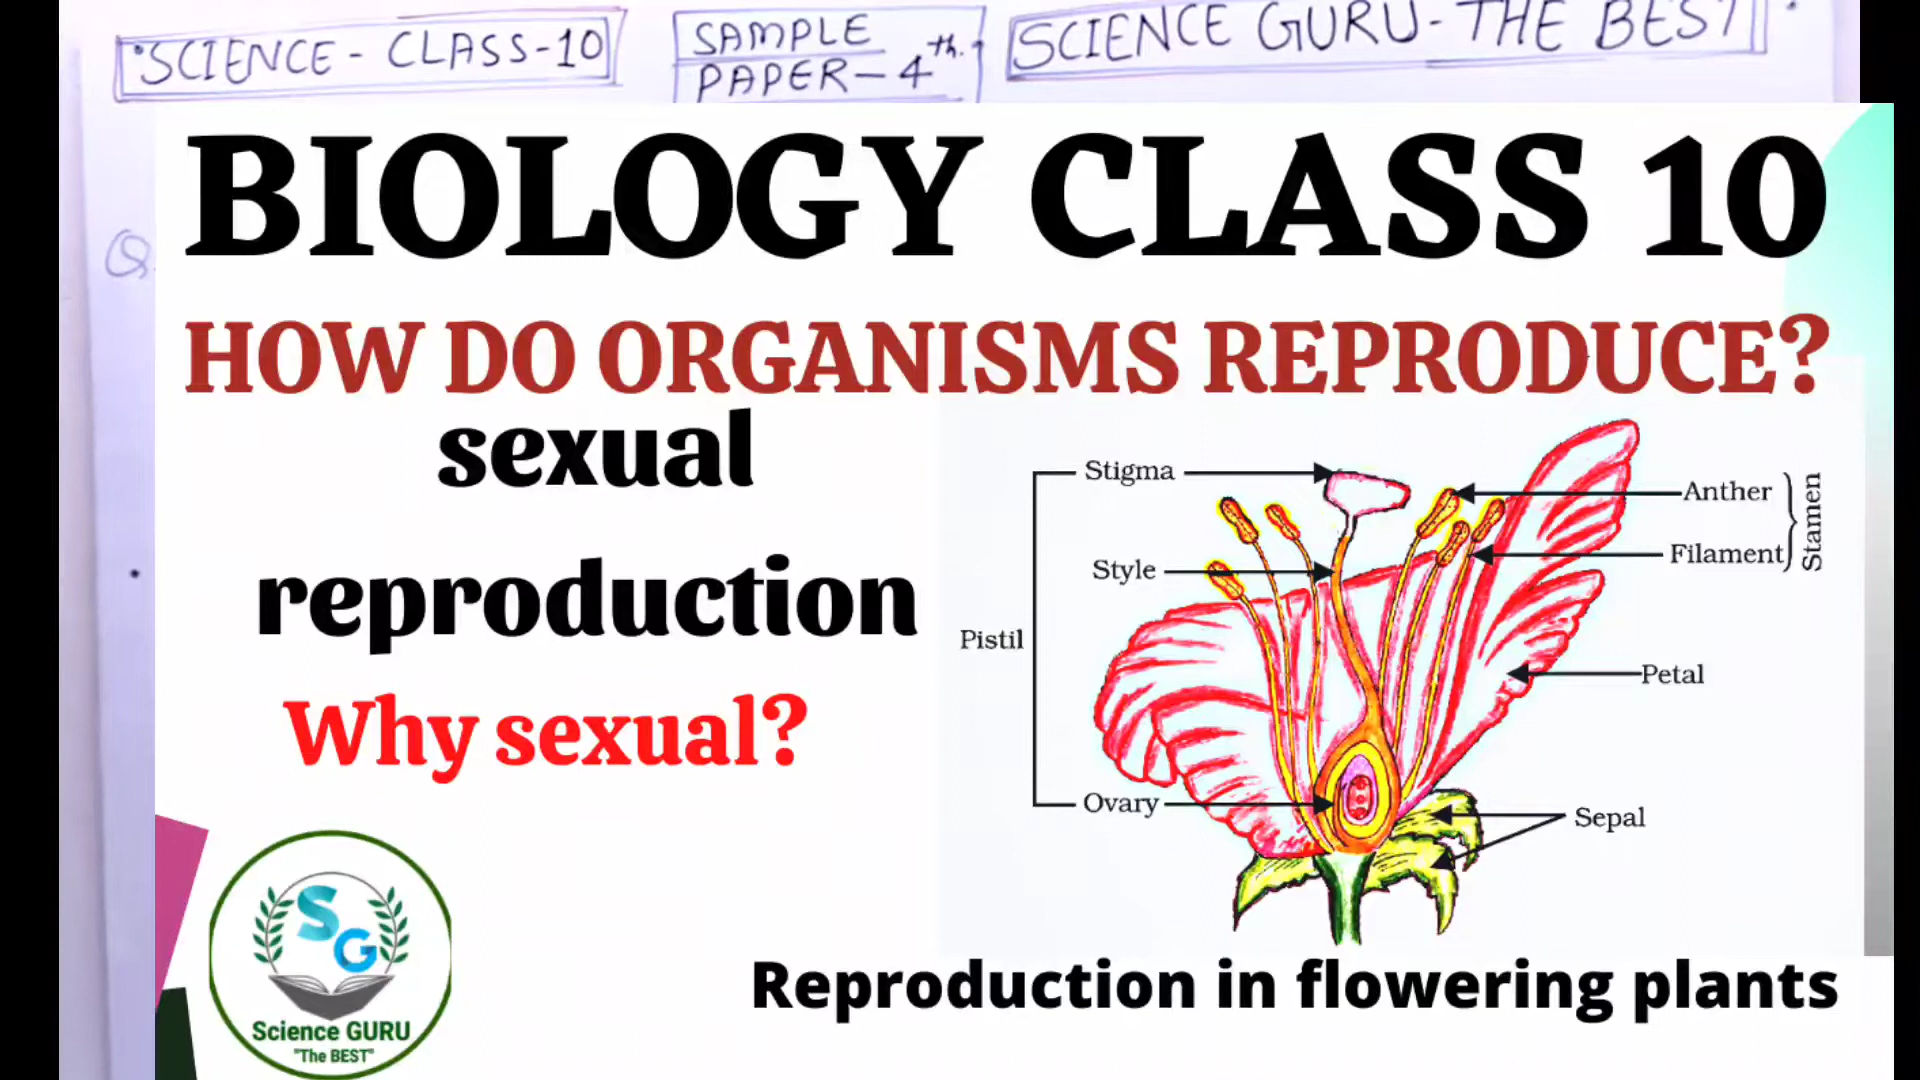 SCIENCE - CLASS-10
SAMPLE
PAPER - 4th.
SCIENCE GURU - THE BEST
BIOLOGY CLASS 10
Q.
HOW DO ORGANISMS REPRODUCE?
sexual
reproduction
Why sexual?
Stigma
Anther
Filament
Stamen
Style
Pistil
Petal
Ovary
Sepal
SG
Science GURU
"The BEST"
Reproduction in flowering plants